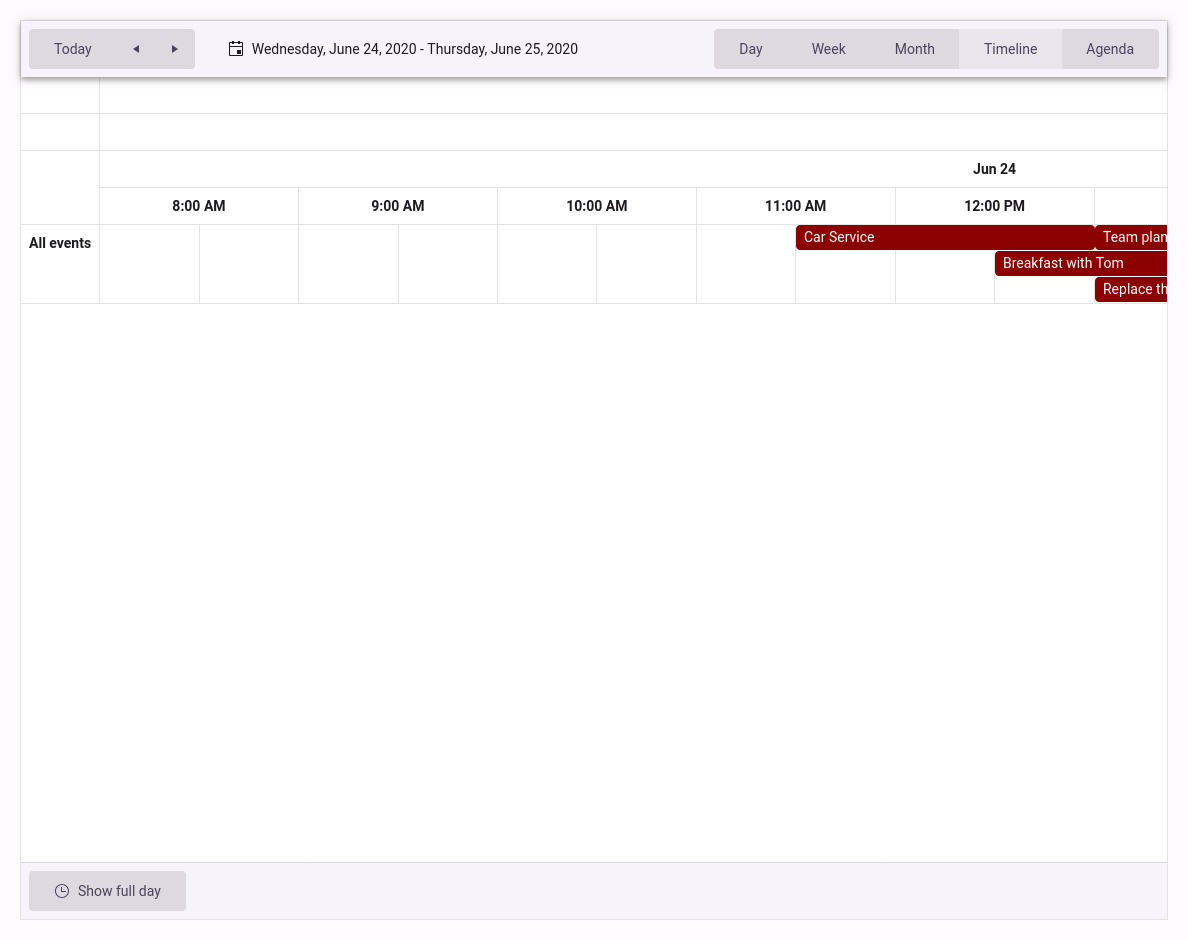 Today
Wednesday, June 24, 2020 - Thursday, June 25, 2020
Day
Week
Month
Timeline
Agenda
Jun 24
8:00 AM
9:00 AM
10:00 AM
11:00 AM
12:00 PM
All events
Car Service
Team plan
Breakfast with Tom
Replace th
Show full day